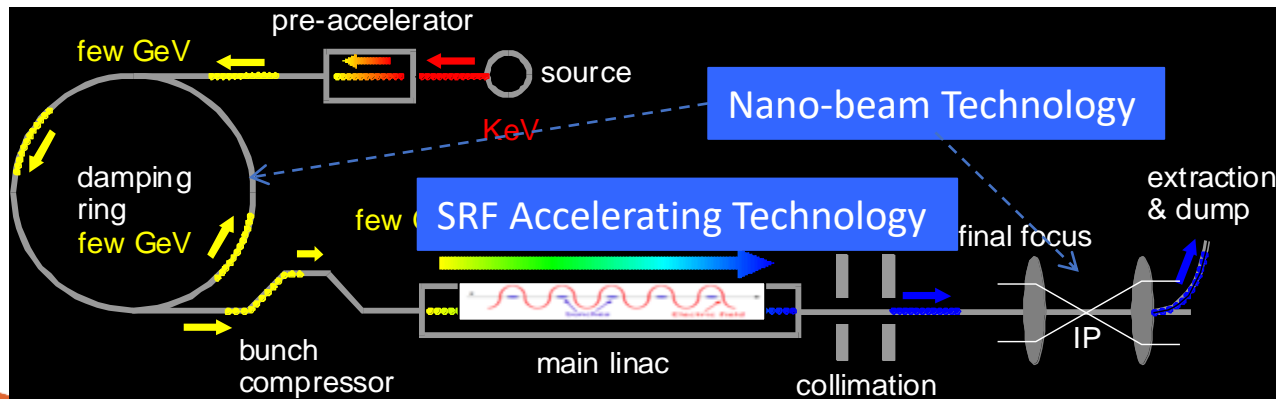 pre-accelerator
few GeV
source
KeV
Nano-beam Technology
damping
ring
few GeV
extraction
& dump
few
SRF Accelerating Technology
final focus
IP
bunch
compressor
main linac
collimation